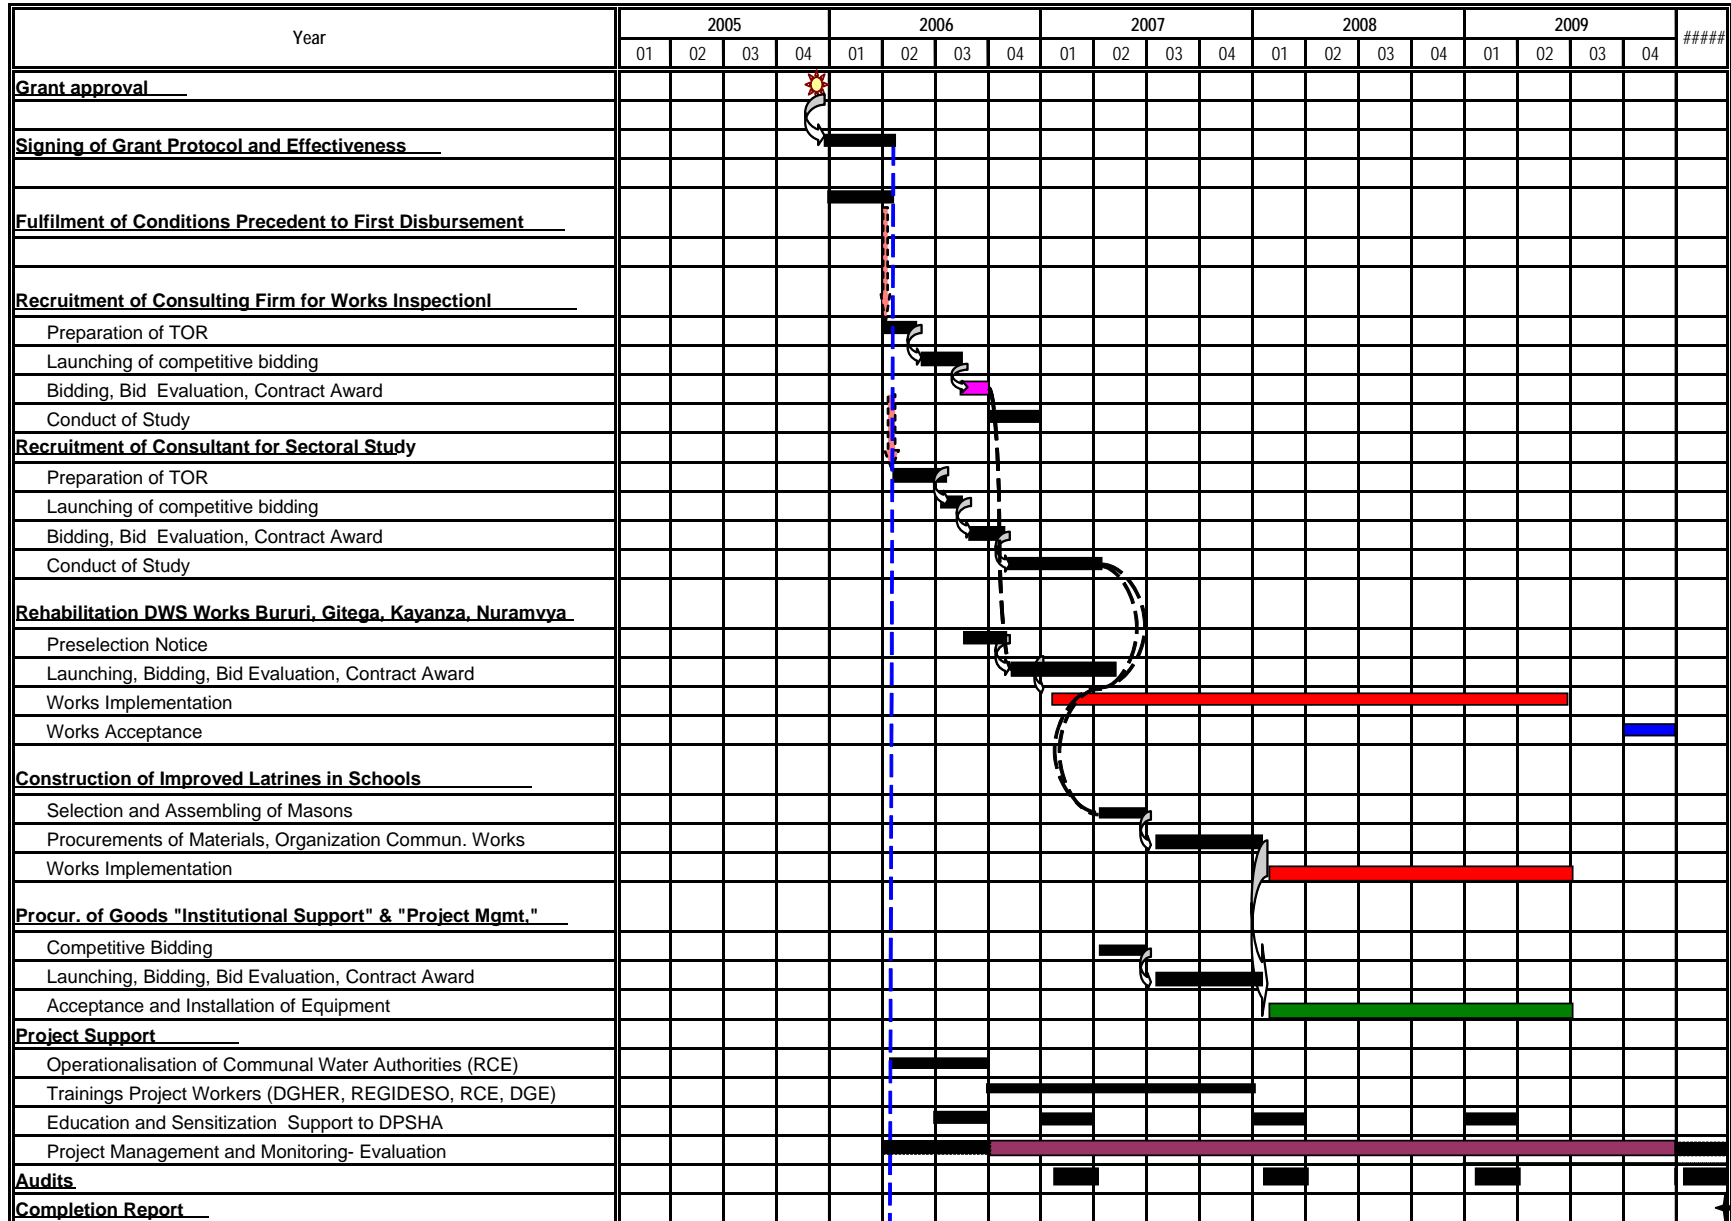 Year
2005 2006 2007 2008 2009 #####
01 02 03 04 01 02 03 04 01 02 03 04 01 02 03 04 01 02 03 04
Grant approval
Signing of Grant Protocol and Effectiveness
Fulfilment of Conditions Precedent to First Disbursement
Recruitment of Consulting Firm for Works Inspectionl
Preparation of TOR
Launching of competitive bidding
Bidding, Bid Evaluation, Contract Award
Conduct of Study
Recruitment of Consultant for Sectoral Study
Preparation of TOR
Launching of competitive bidding
Bidding, Bid Evaluation, Contract Award
Conduct of Study
Rehabilitation DWS Works Bururi, Gitega, Kayanza, Nuramvya
Preselection Notice
Launching, Bidding, Bid Evaluation, Contract Award
Works Implementation
Works Acceptance
Construction of Improved Latrines in Schools
Selection and Assembling of Masons
Procurements of Materials, Organization Commun. Works
Works Implementation
Procur. of Goods "Institutional Support" & "Project Mgmt,"
Competitive Bidding
Launching, Bidding, Bid Evaluation, Contract Award
Acceptance and Installation of Equipment
Project Support
Operationalisation of Communal Water Authorities (RCE)
Trainings Project Workers (DGHER, REGIDESO, RCE, DGE)
Education and Sensitization Support to DPSHA
Project Management and Monitoring- Evaluation
Audits
Completion Report